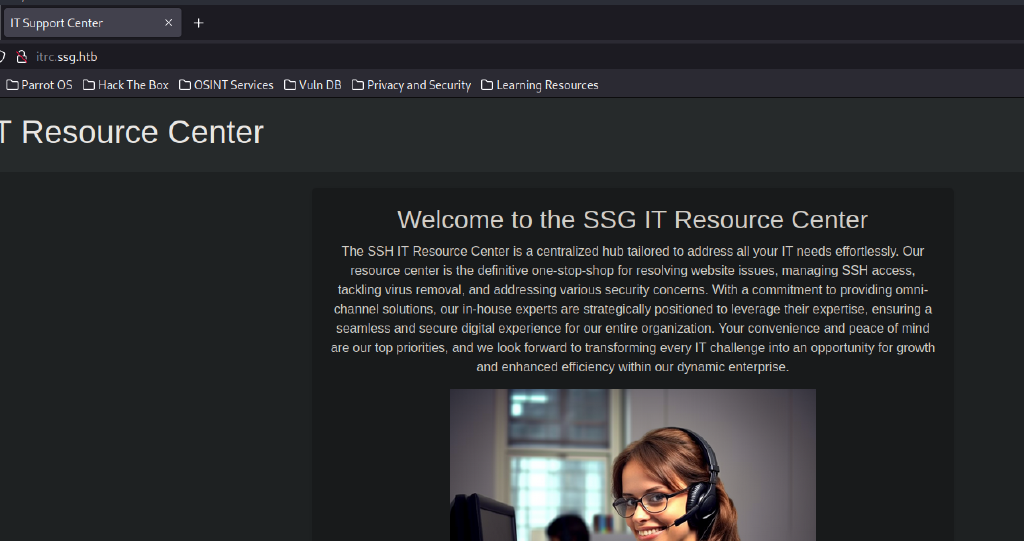 IT Support Center
itrc.ssg.htb
Parrot OS Hack The Box OSINT Services Vuln DB Privacy and Security Learning Resources
T Resource Center
Welcome to the SSG IT Resource Center
The SSH IT Resource Center is a centralized hub tailored to address all your IT needs effortlessly. Our
resource center is the definitive one-stop-shop for resolving website issues, managing SSH access,
tackling virus removal, and addressing various security concerns. With a commitment to providing omni-
channel solutions, our in-house experts are strategically positioned to leverage their expertise, ensuring a
seamless and secure digital experience for our entire organization. Your convenience and peace of mind
are our top priorities, and we look forward to transforming every IT challenge into an opportunity for growth
and enhanced efficiency within our dynamic enterprise.